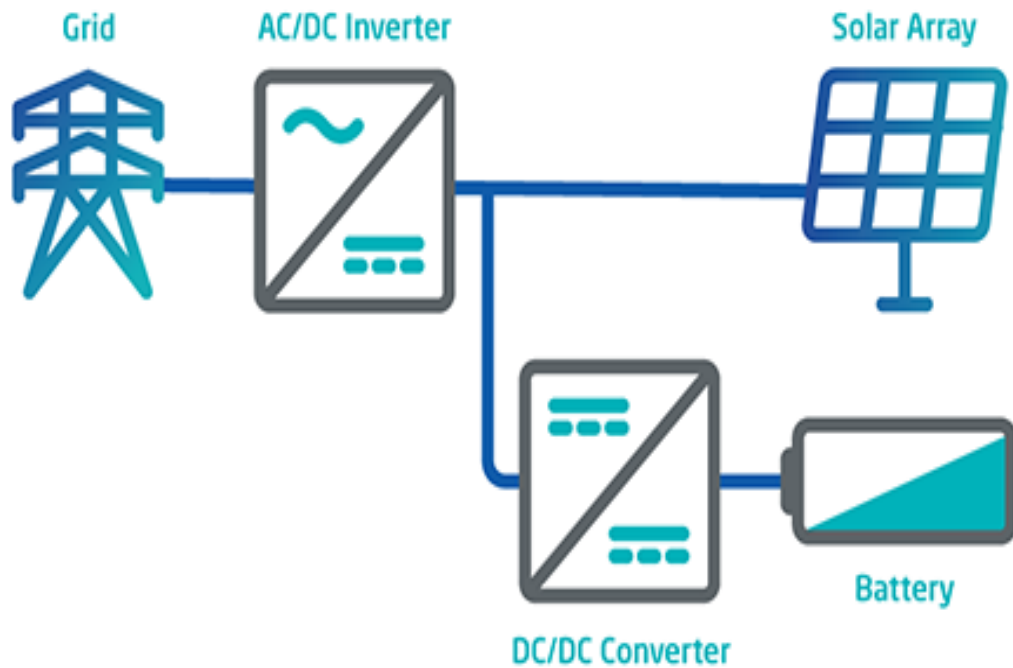 Grid
AC/DC Inverter
Solar Array
Battery
DC/DC Converter